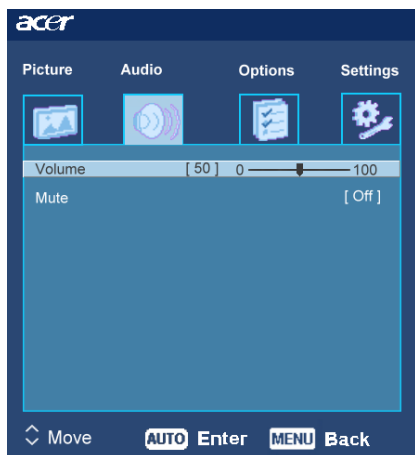 acer
Picture Audio Options Settings
Volume [ 50 ] 0 100
Mute [ Off ]
Move AUTO Enter MENU Back